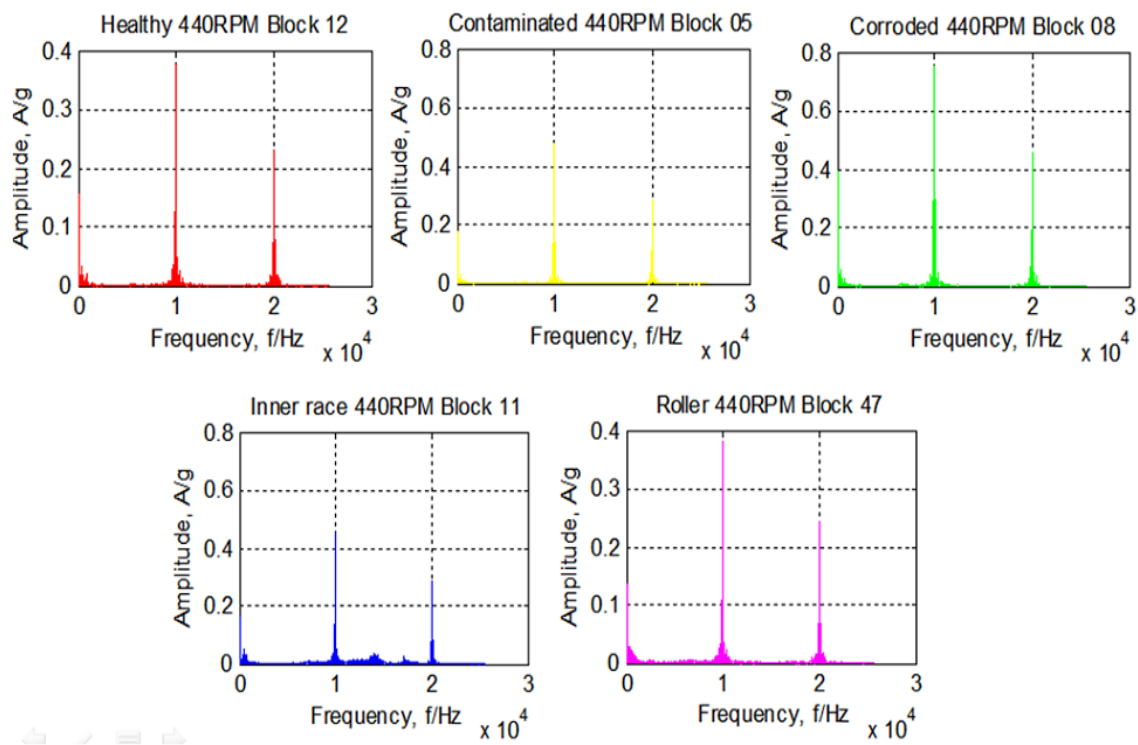 Healthy 440RPM Block 12
Amplitude, A/g
0.4
0.3
0.2
0.1
0
0 1 2 3
Frequency, f/Hz
x 10^4
Contaminated 440RPM Block 05
Amplitude, A/g
0.8
0.6
0.4
0.2
0
0 1 2 3
Frequency, f/Hz
x 10^4
Corroded 440RPM Block 08
Amplitude, A/g
0.8
0.6
0.4
0.2
0
0 1 2 3
Frequency, f/Hz
x 10^4
Inner race 440RPM Block 11
Amplitude, A/g
0.8
0.6
0.4
0.2
0
0 1 2 3
Frequency, f/Hz
x 10^4
Roller 440RPM Block 47
Amplitude, A/g
0.4
0.3
0.2
0.1
0
0 1 2 3
Frequency, f/Hz
x 10^4